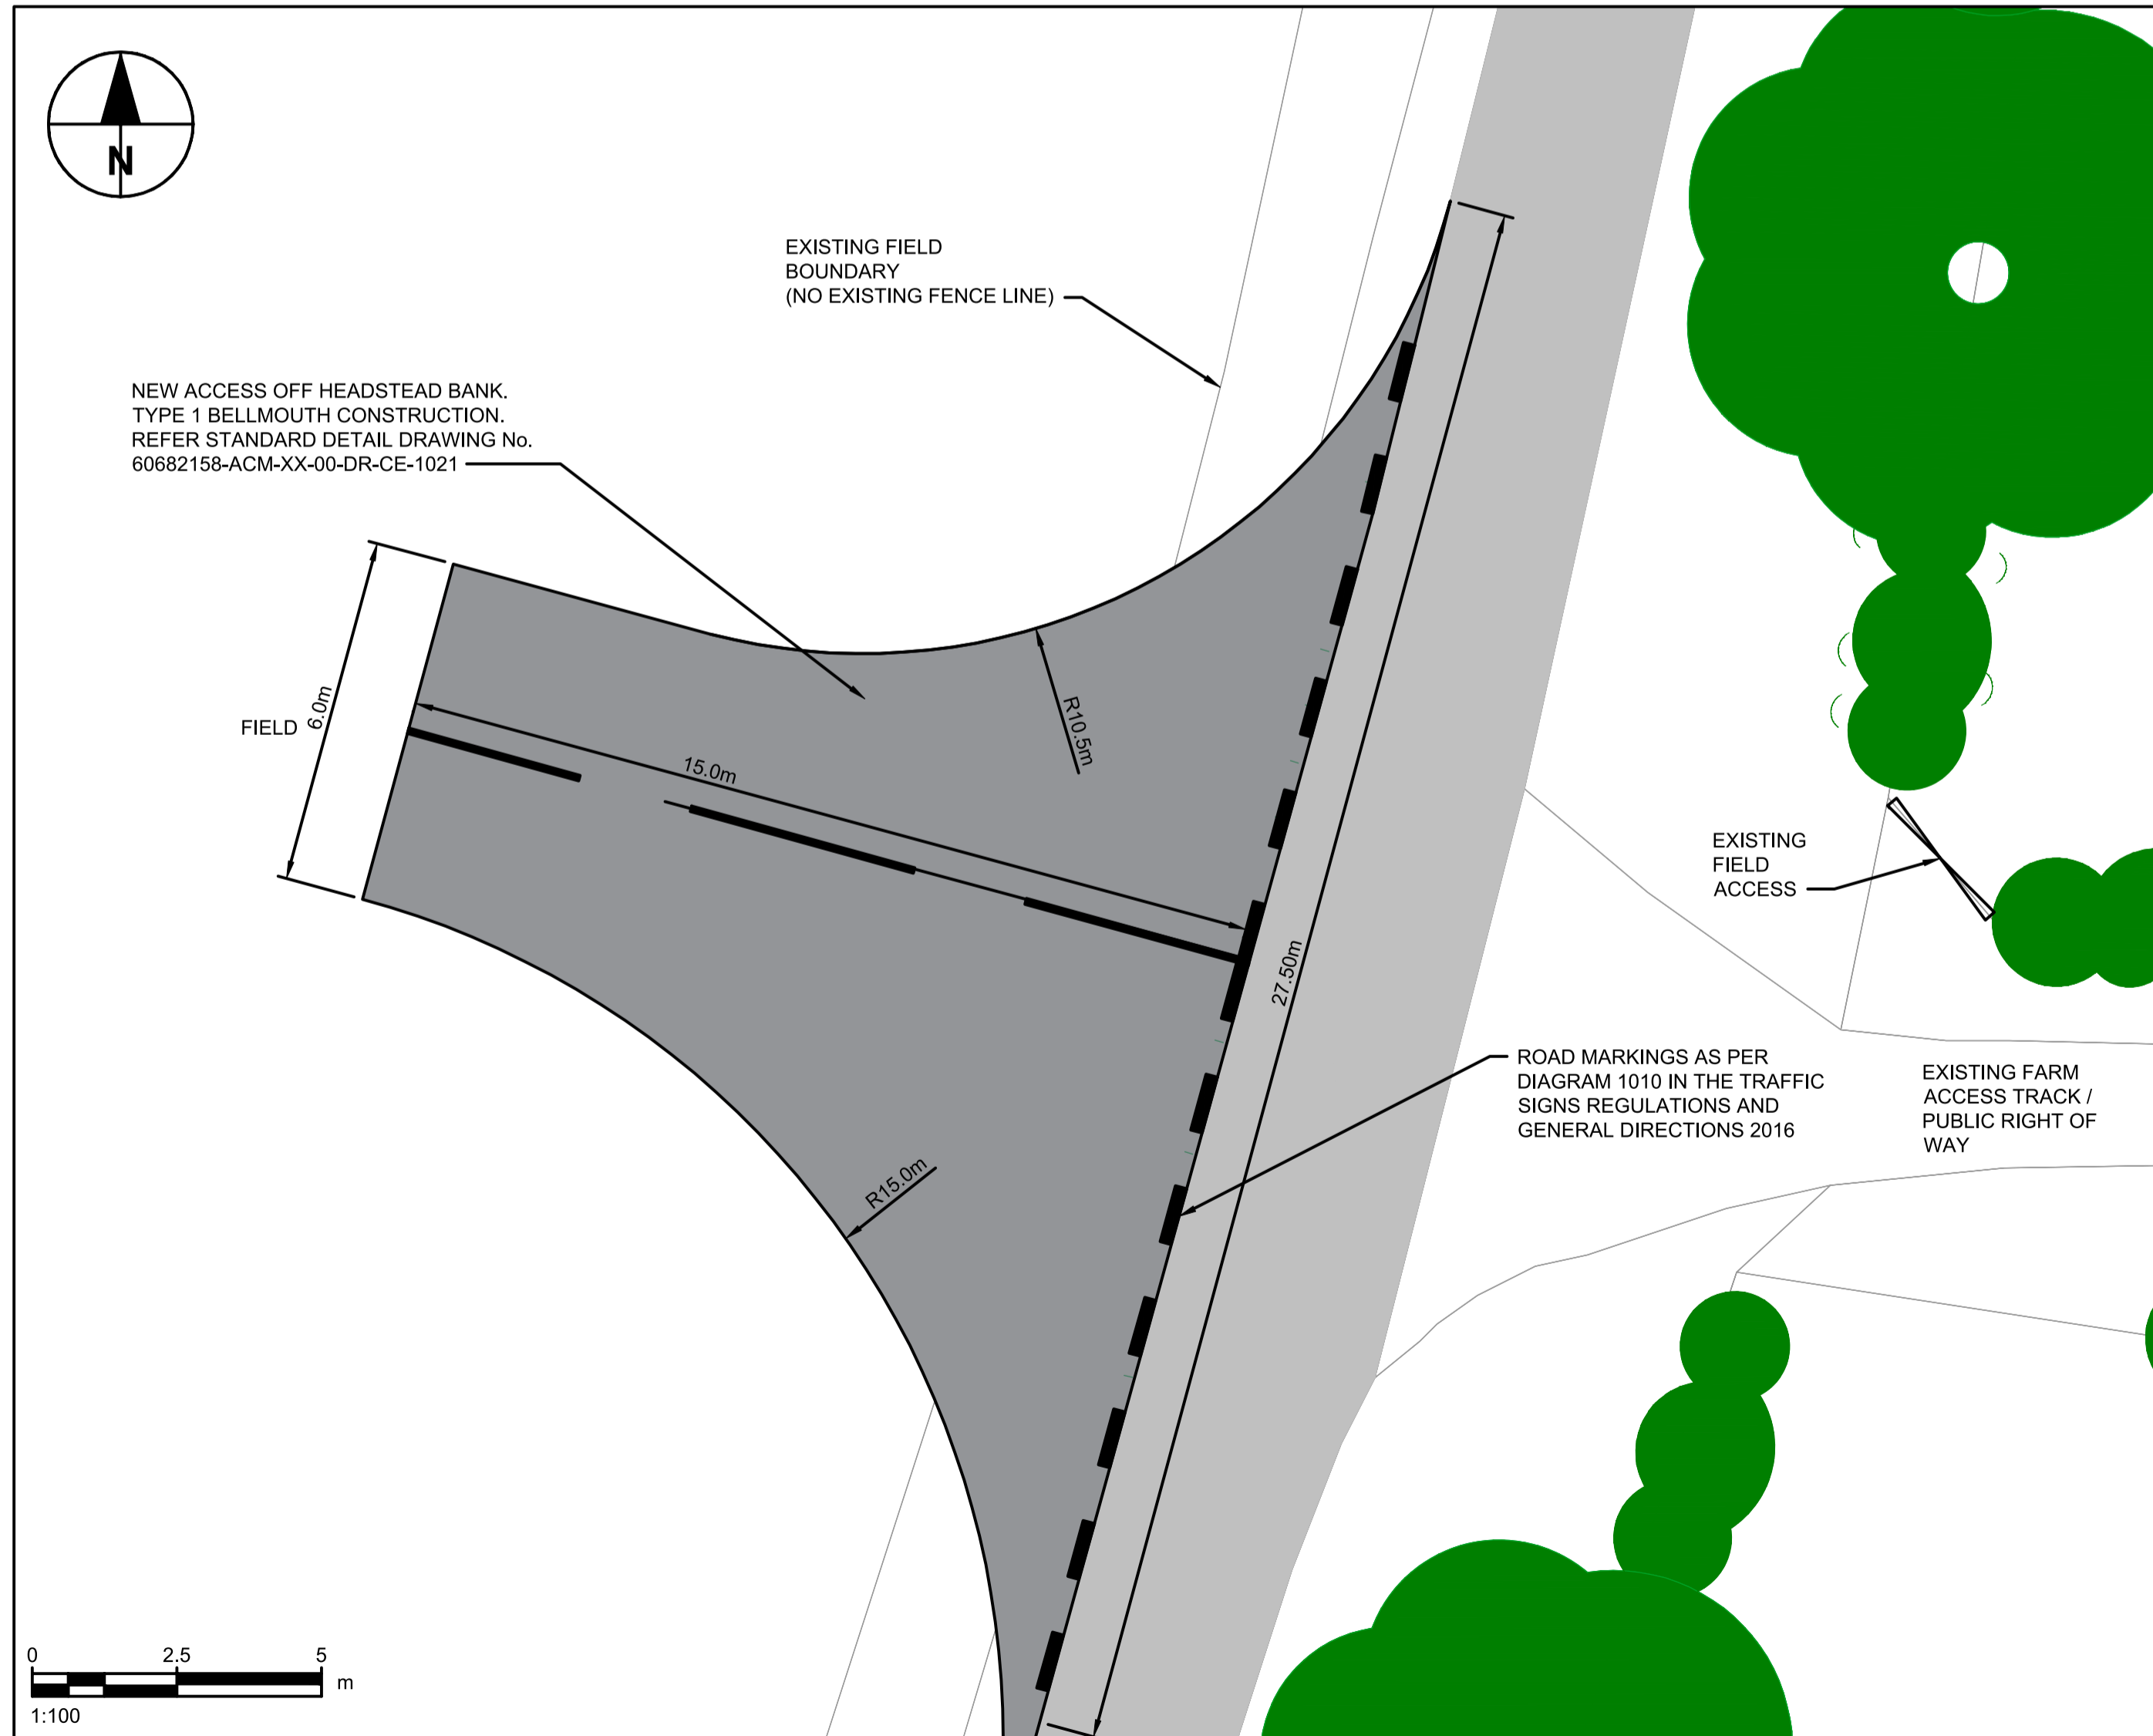 N
EXISTING FIELD
BOUNDARY
(NO EXISTING FENCE LINE)
NEW ACCESS OFF HEADSTEAD BANK.
TYPE 1 BELLMOUTH CONSTRUCTION.
REFER STANDARD DETAIL DRAWING No.
60682158-ACM-XX-00-DR-CE-1021
FIELD
6.0m
R10.5m
15.0m
EXISTING
FIELD
ACCESS
27.50m
ROAD MARKINGS AS PER
DIAGRAM 1010 IN THE TRAFFIC
SIGNS REGULATIONS AND
GENERAL DIRECTIONS 2016
EXISTING FARM
ACCESS TRACK /
PUBLIC RIGHT OF
WAY
R15.0m
0 2.5 5
m
1:100